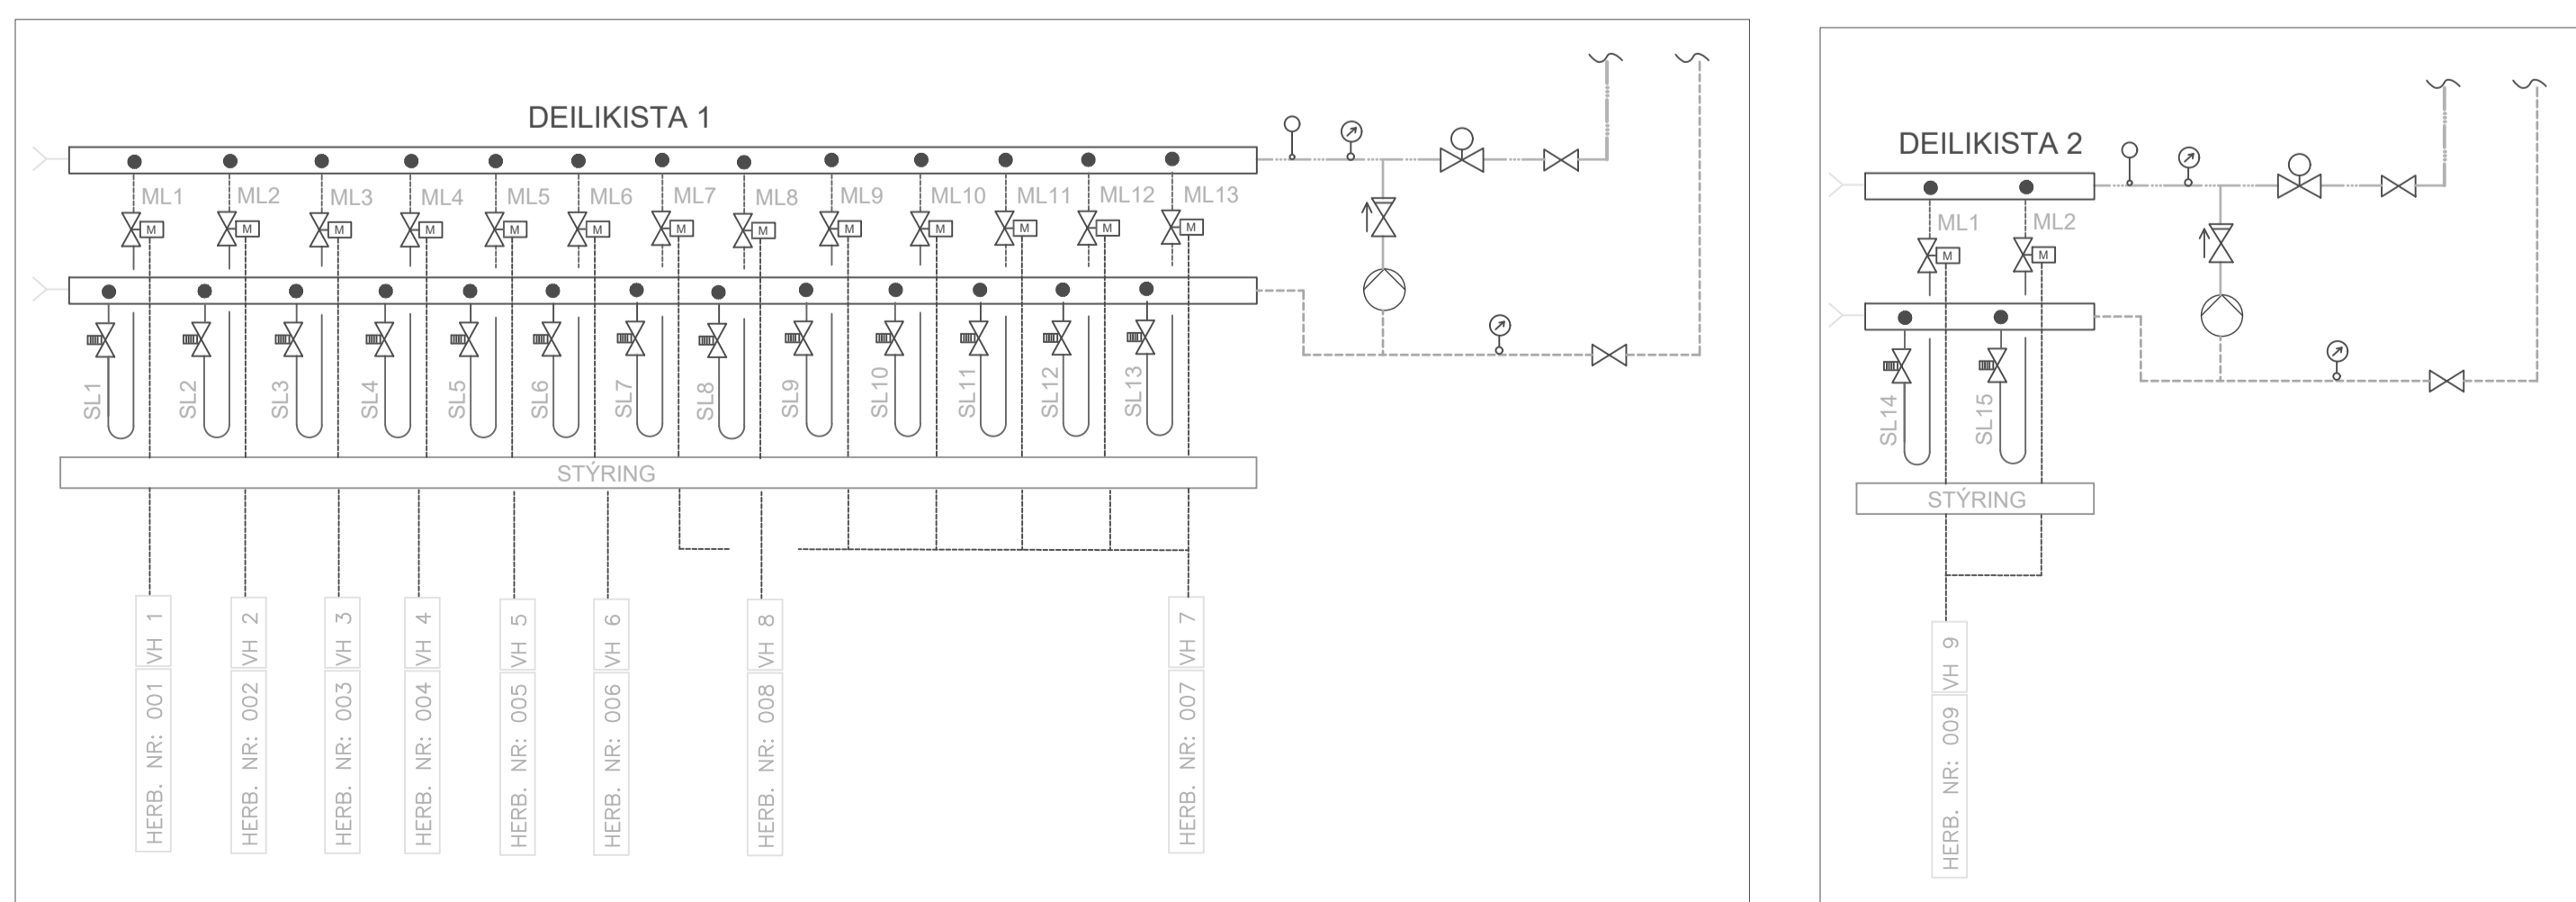 DEILIKISTA 1
ML1 ML2 ML3 ML4 ML5 ML6 ML7 ML8 ML9 ML10 ML11 ML12 ML13
M M M M M M M M M M M M M
SL1 SL2 SL3 SL4 SL5 SL6 SL7 SL8 SL9 SL10 SL11 SL12 SL13
STÝRING
VH 1 VH 2 VH 3 VH 4 VH 5 VH 6 VH 8 VH 7
HERB. NR: 001 HERB. NR: 002 HERB. NR: 003 HERB. NR: 004 HERB. NR: 005 HERB. NR: 006 HERB. NR: 008 HERB. NR: 007
DEILIKISTA 2
ML1 ML2
M M
SL14 SL15
STÝRING
VH 9
HERB. NR: 009